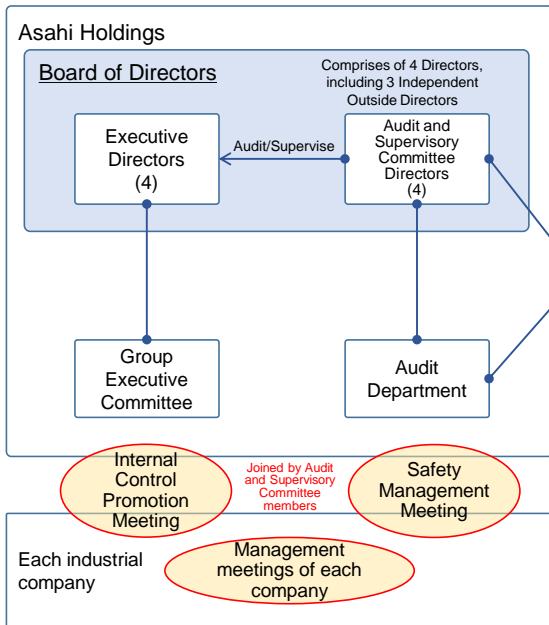 Asahi Holdings
Board of Directors
Comprises of 4 Directors,
including 3 Independent
Outside Directors
Executive
Directors
(4)
Audit/Supervise
Audit and
Supervisory
Committee
Directors
(4)
Group
Executive
Committee
Audit
Department
Internal
Control
Promotion
Meeting
Joined by Audit
and Supervisory
Committee
members
Safety
Management
Meeting
Each industrial
company
Management
meetings of each
company